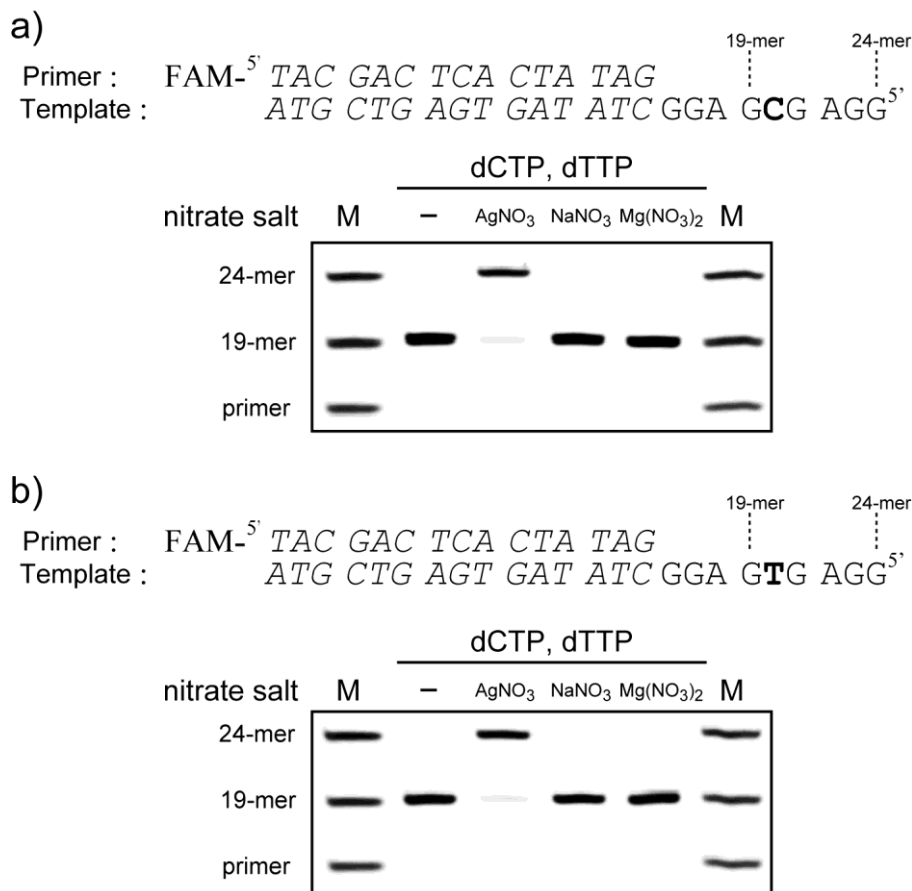 a)
19-mer 24-mer
Primer : FAM-5' TAC GAC TCA CTA TAG
Template : ATG CTG AGT GAT ATC GGA GCG AGG5'
dCTP, dTTP
nitrate salt M – AgNO3 NaNO3 Mg(NO3)2 M
24-mer
19-mer
primer
b)
19-mer 24-mer
Primer : FAM-5' TAC GAC TCA CTA TAG
Template : ATG CTG AGT GAT ATC GGA GTG AGG5'
dCTP, dTTP
nitrate salt M – AgNO3 NaNO3 Mg(NO3)2 M
24-mer
19-mer
primer